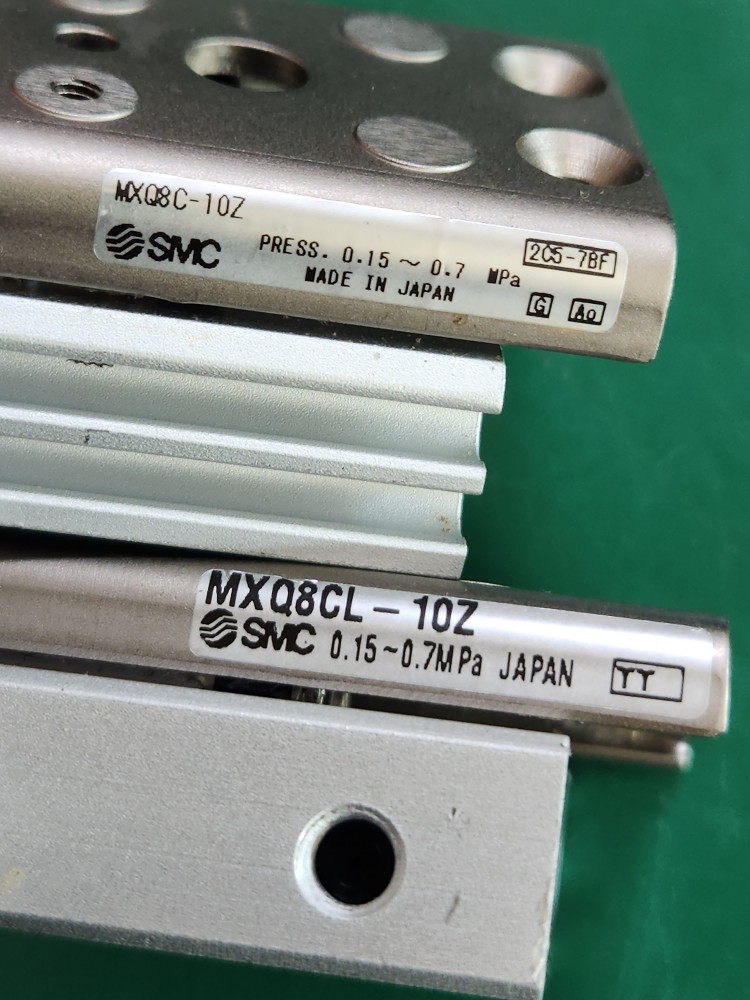 MXQ8C-10Z
SMC PRESS. 0.15 ~ 0.7 MPa
MADE IN JAPAN
2C5-7BF
G AO
MXQ8CL-10Z
SMC 0.15~0.7MPa JAPAN
YY